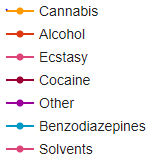 Cannabis
Alcohol
Ecstasy
Cocaine
Other
Benzodiazepines
Solvents